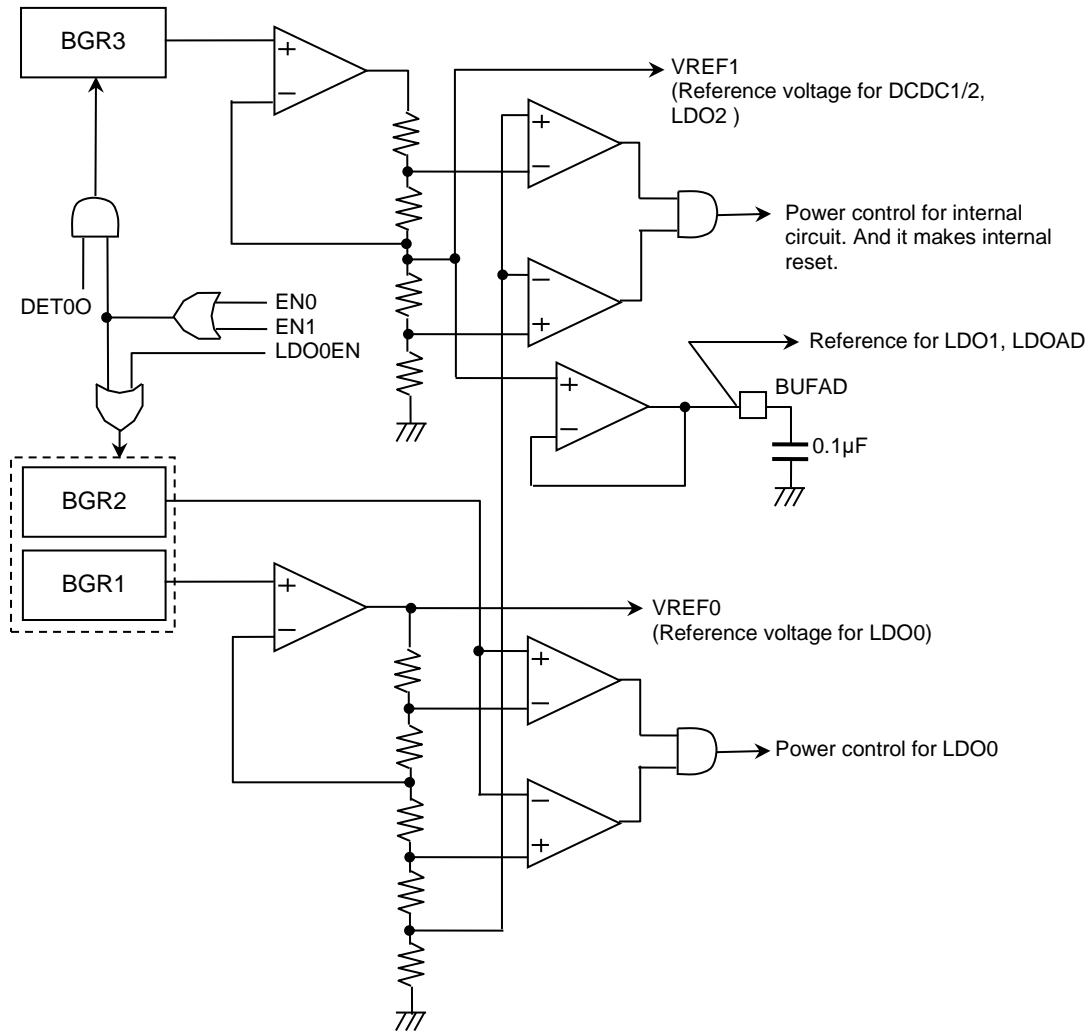 BGR3
+
−
VREF1
(Reference voltage for DCDC1/2,
LDO2 )
+
−
Power control for internal
circuit. And it makes internal
reset.
−
+
DET0O
EN0
EN1
LDO0EN
Reference for LDO1, LDOAD
+
−
BUFAD
0.1µF
BGR2
BGR1
+
−
VREF0
(Reference voltage for LDO0)
+
−
Power control for LDO0
−
+